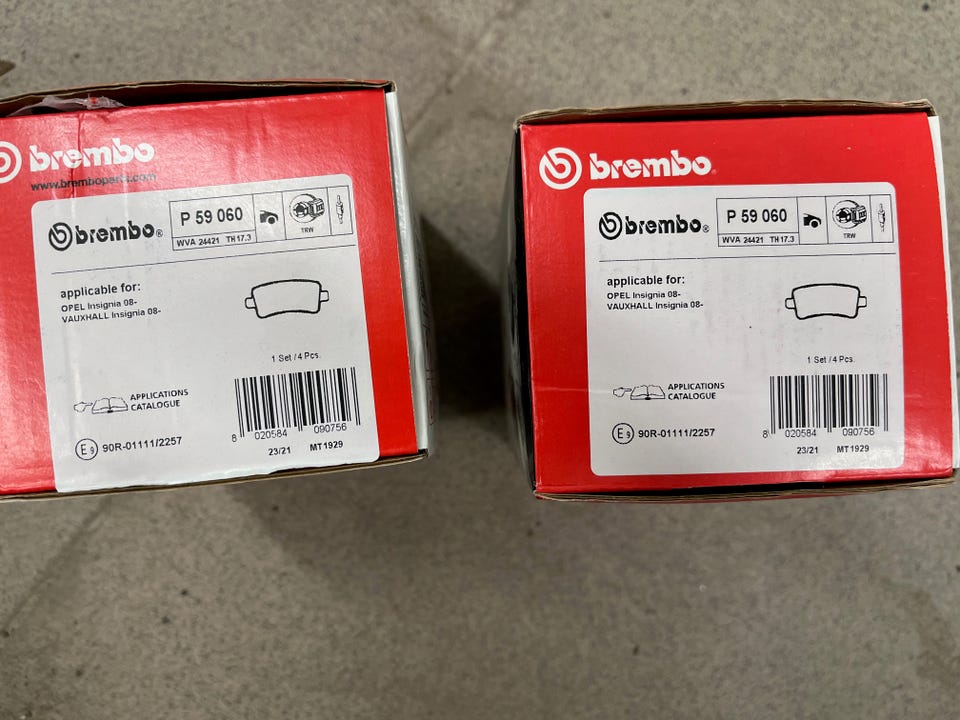 brembo
www.bremboparts.com
brembo®
P 59 060
WVA 24421 TH 17.3
TRW
applicable for:
OPEL Insignia 08-
VAUXHALL Insignia 08-
1 Set / 4 Pcs.
APPLICATIONS
CATALOGUE
E9 90R-01111/2257
8 020584 090756
23/21 MT1929
brembo®
brembo®
P 59 060
WVA 24421 TH 17.3
TRW
applicable for:
OPEL Insignia 08-
VAUXHALL Insignia 08-
1 Set / 4 Pcs.
APPLICATIONS
CATALOGUE
E9 90R-01111/2257
8 020584 090756
23/21 MT1929